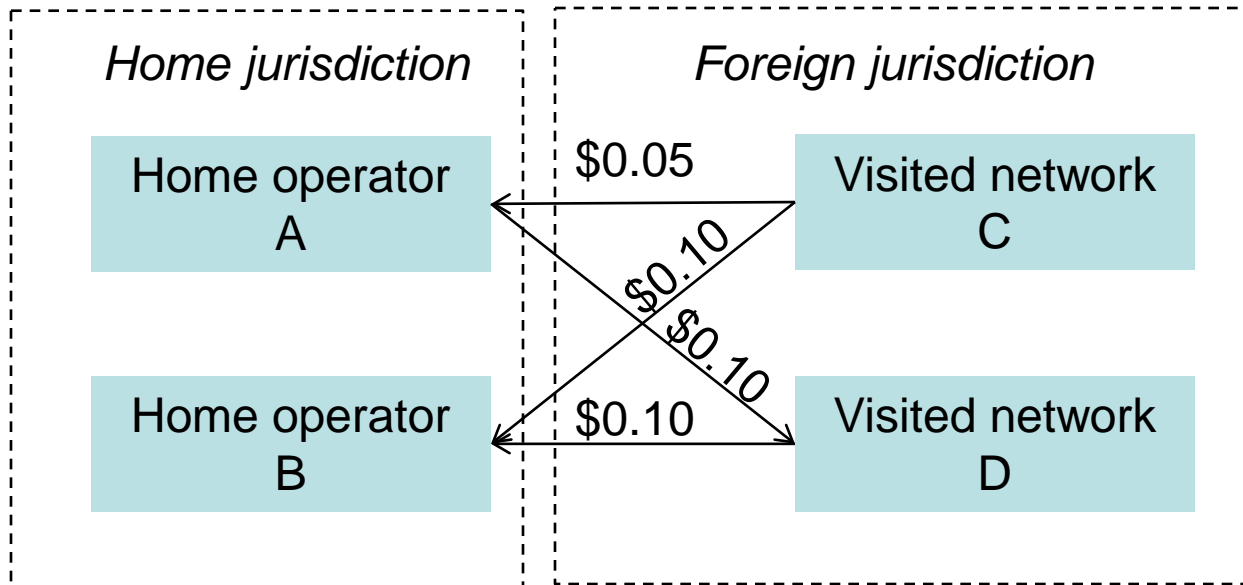 Home jurisdiction
Foreign jurisdiction
Home operator
A
$0.05
Visited network
C
$0.10
$0.10
Home operator
B
$0.10
Visited network
D